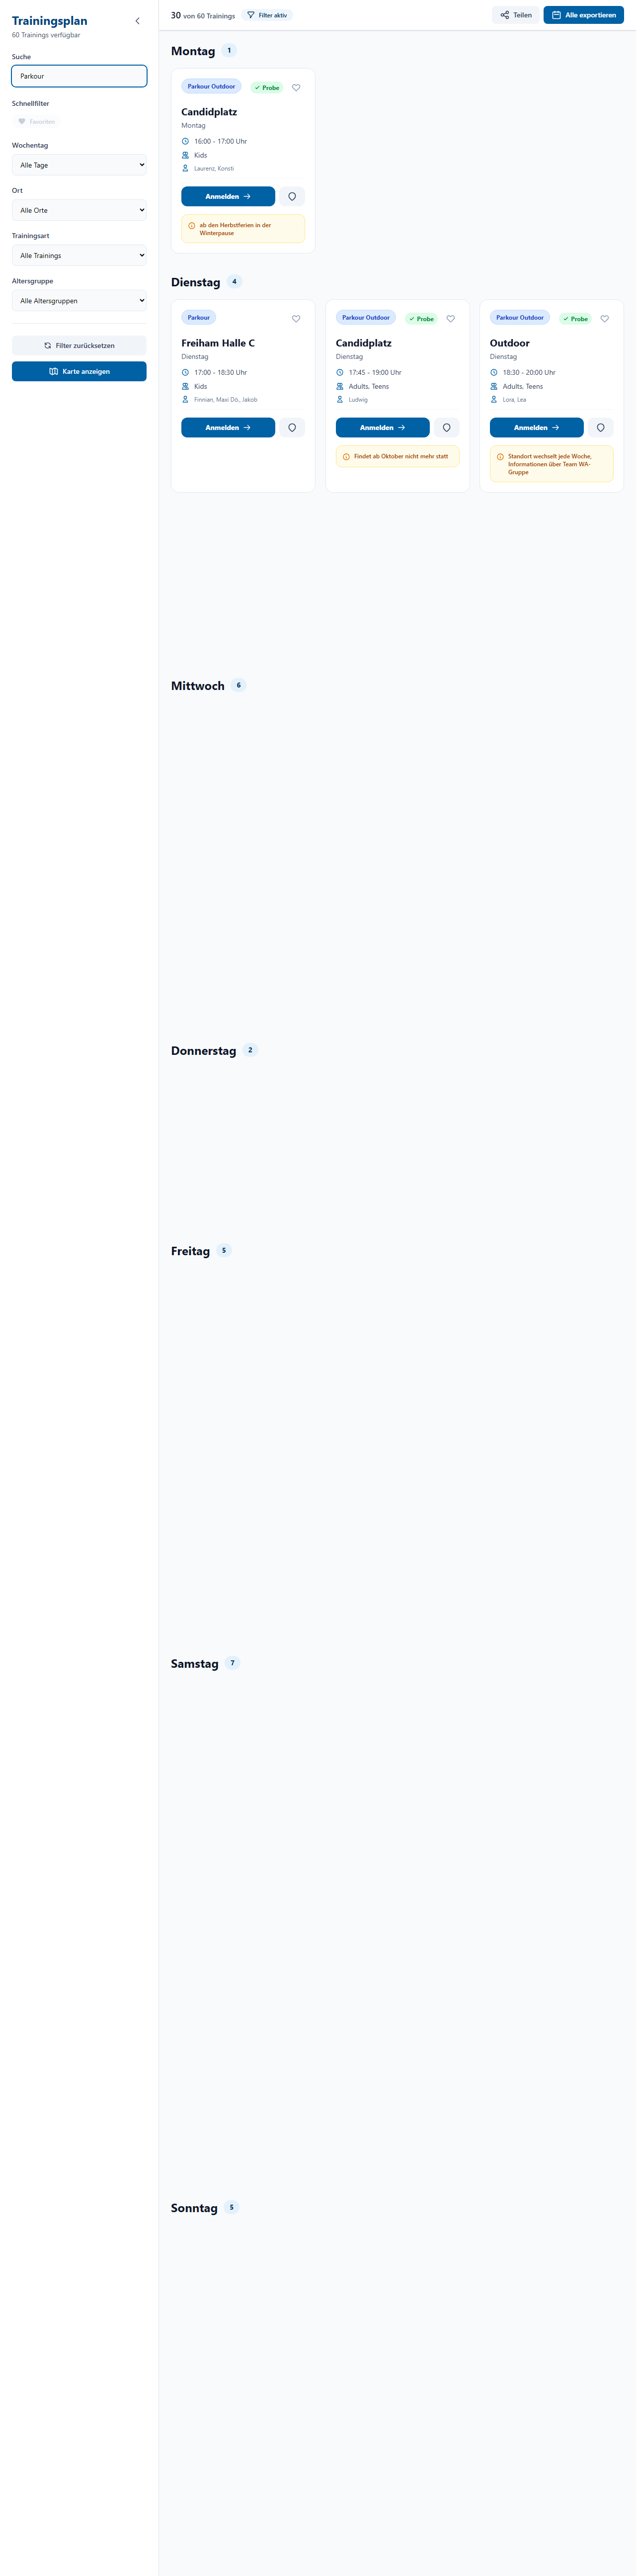 Trainingsplan
60 Trainings verfügbar
Suche
Parkour
Schnellfilter
Favoriten
Wochentag
Alle Tage
Ort
Alle Orte
Trainingsart
Alle Trainings
Altersgruppe
Alle Altersgruppen
Filter zurücksetzen
Karte anzeigen
30 von 60 Trainings
Filter aktiv
Teilen
Alle exportieren
Montag 1
Parkour Outdoor
Probe
Candidplatz
Montag
16:00 - 17:00 Uhr
Kids
Laurenz, Konsti
Anmelden
ab den Herbstferien in der
Winterpause
Dienstag 4
Parkour
Freiham Halle C
Dienstag
17:00 - 18:30 Uhr
Kids
Finnian, Maxi Dö., Jakob
Anmelden
Parkour Outdoor
Probe
Candidplatz
Dienstag
17:45 - 19:00 Uhr
Adults, Teens
Ludwig
Anmelden
Findet ab Oktober nicht mehr statt
Parkour Outdoor
Probe
Outdoor
Dienstag
18:30 - 20:00 Uhr
Adults, Teens
Lora, Lea
Anmelden
Standort wechselt jede Woche,
Informationen über Team WA-
Gruppe
Mittwoch 6
Donnerstag 2
Freitag 5
Samstag 7
Sonntag 5